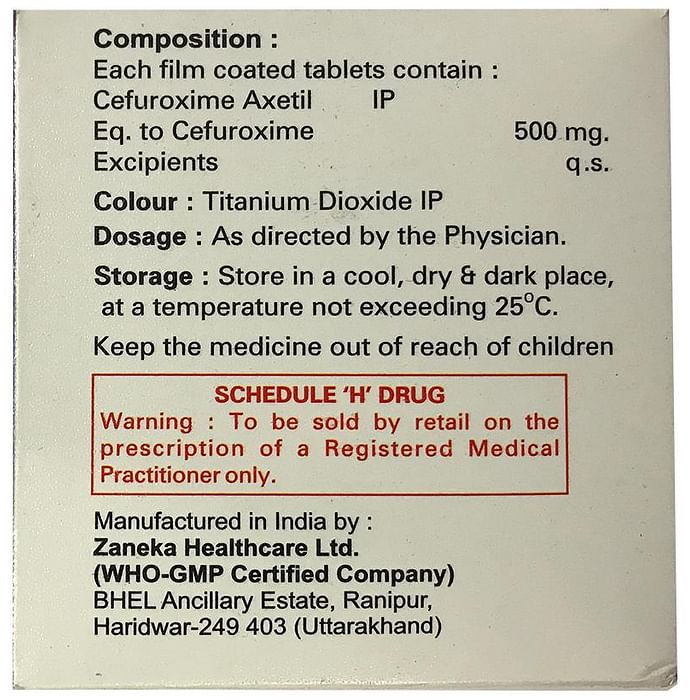 Composition :
Each film coated tablets contain :
Cefuroxime Axetil IP
Eq. to Cefuroxime 500 mg.
Excipients q.s.
Colour : Titanium Dioxide IP
Dosage : As directed by the Physician.
Storage : Store in a cool, dry & dark place,
at a temperature not exceeding 25°C.
Keep the medicine out of reach of children
SCHEDULE 'H' DRUG
Warning : To be sold by retail on the
prescription of a Registered Medical
Practitioner only.
Manufactured in India by :
Zaneka Healthcare Ltd.
(WHO-GMP Certified Company)
BHEL Ancillary Estate, Ranipur,
Haridwar-249 403 (Uttarakhand)